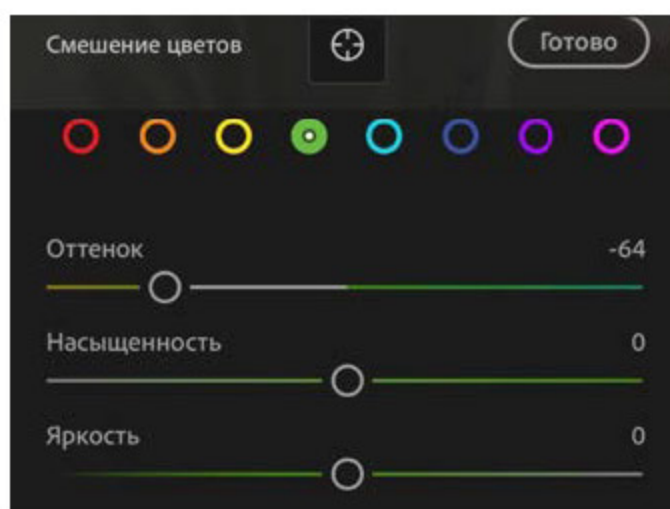 Смешение цветов Готово
Оттенок -64
Насыщенность 0
Яркость 0